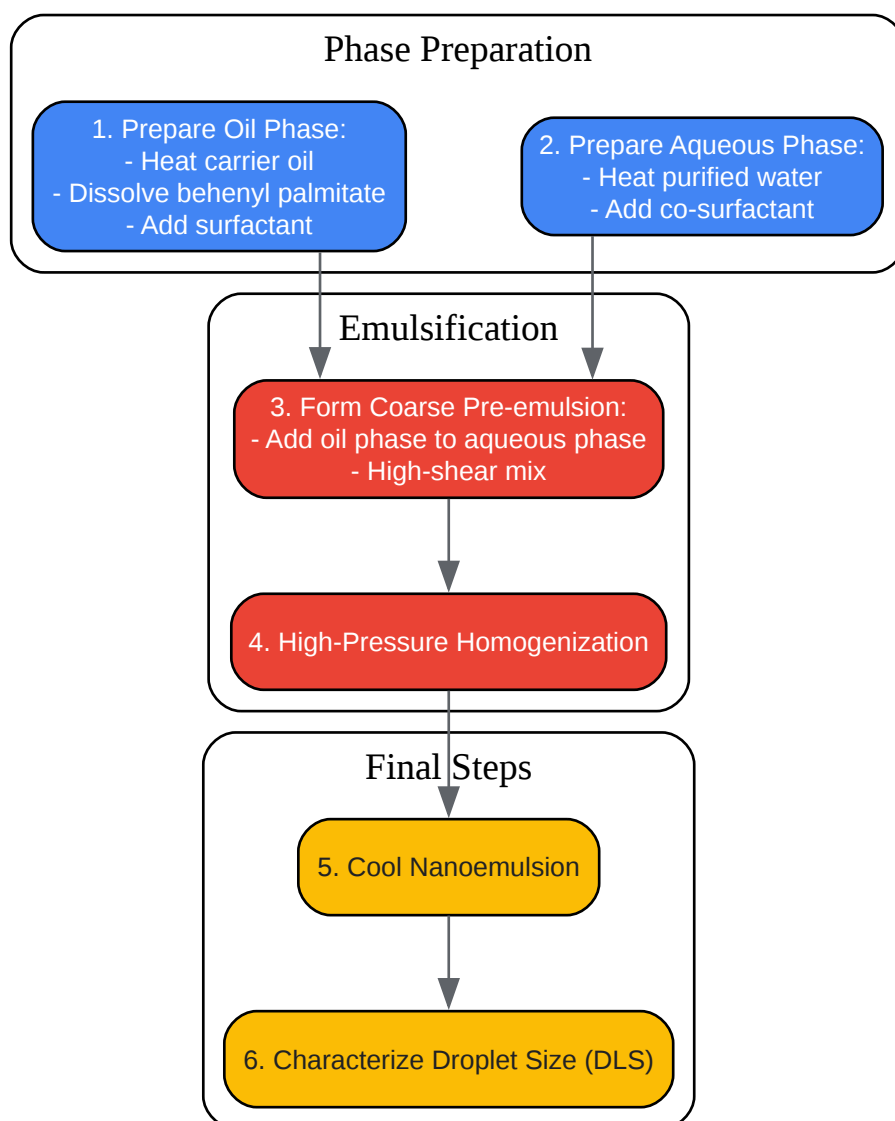 Phase Preparation
1. Prepare Oil Phase:
- Heat carrier oil
- Dissolve behenyl palmitate
- Add surfactant
2. Prepare Aqueous Phase:
- Heat purified water
- Add co-surfactant
Emulsification
3. Form Coarse Pre-emulsion:
- Add oil phase to aqueous phase
- High-shear mix
4. High-Pressure Homogenization
Final Steps
5. Cool Nanoemulsion
6. Characterize Droplet Size (DLS)